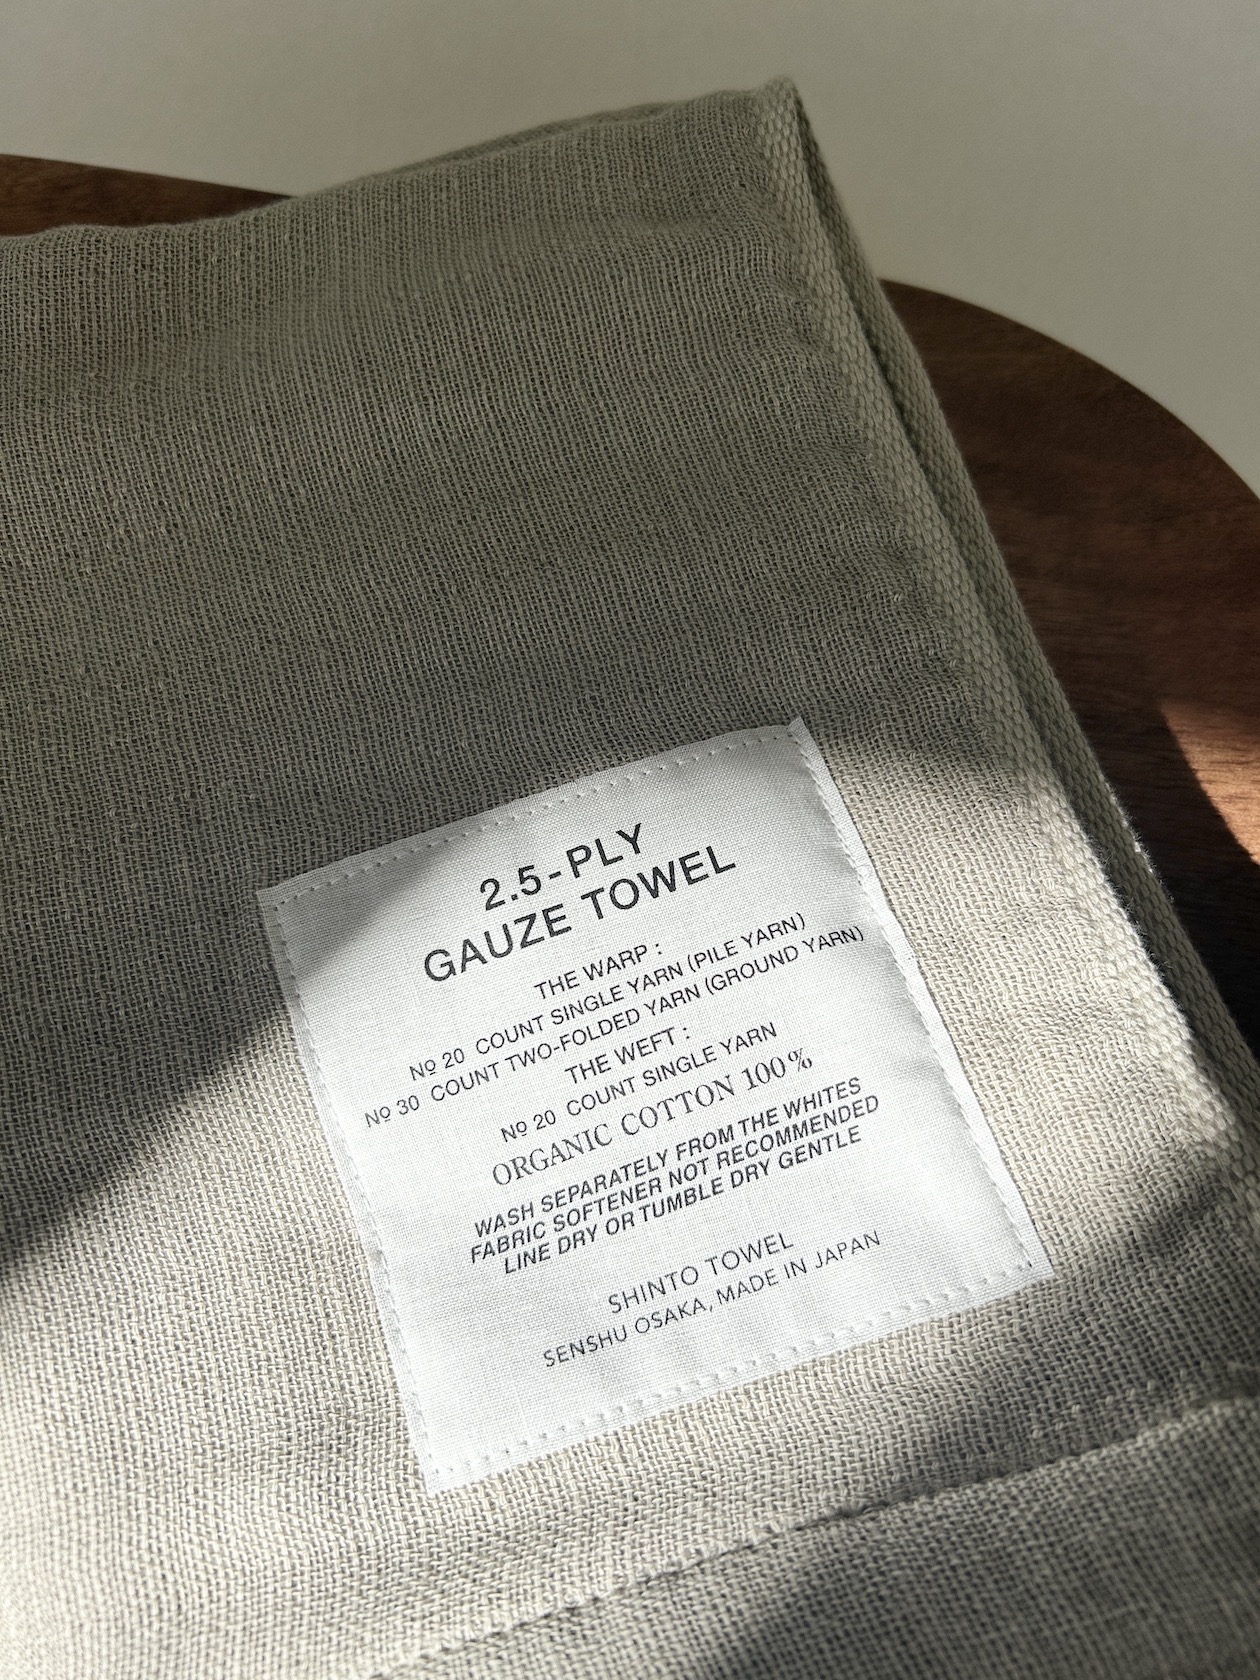 2.5-PLY
GAUZE TOWEL
THE WARP :
№ 20 COUNT SINGLE YARN (PILE YARN)
№ 30 COUNT TWO-FOLDED YARN (GROUND YARN)
THE WEFT :
№ 20 COUNT SINGLE YARN
ORGANIC COTTON 100%
WASH SEPARATELY FROM THE WHITES
FABRIC SOFTENER NOT RECOMMENDED
LINE DRY OR TUMBLE DRY GENTLE
SHINTO TOWEL
SENSHU OSAKA, MADE IN JAPAN